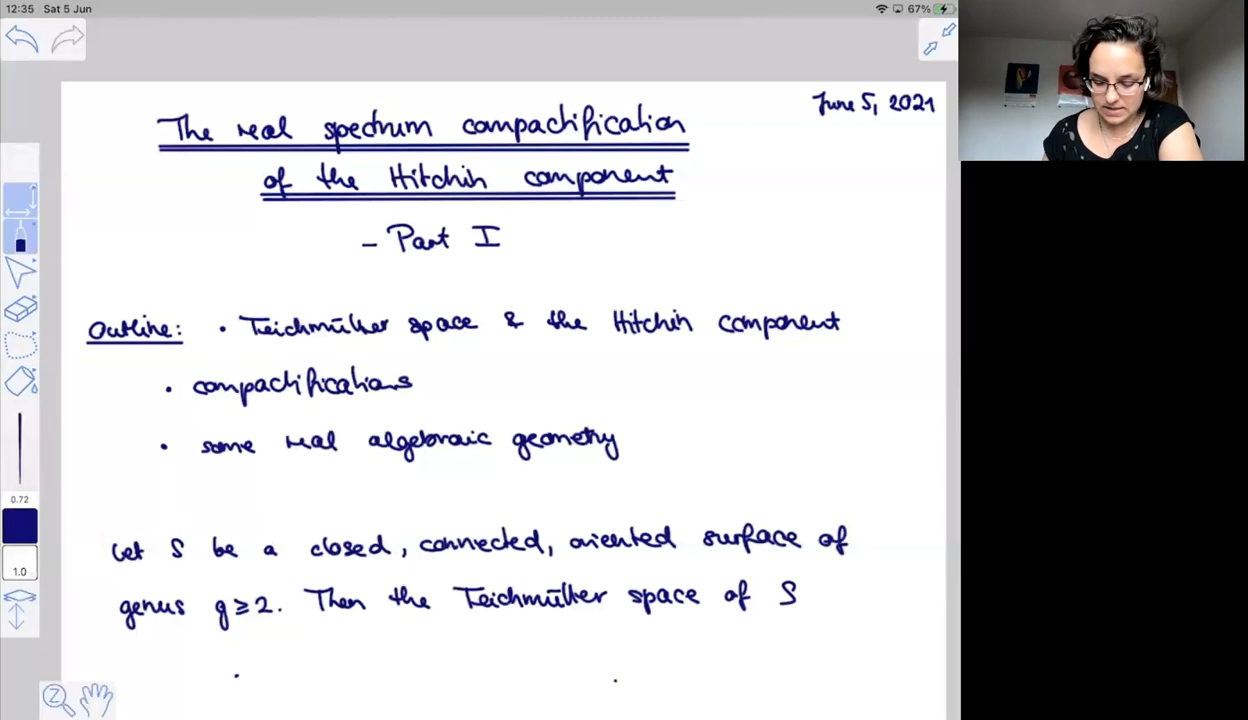 12:35 Sat 5 Jun
67%
June 5, 2021
The real spectrum compactification
of the Hitchin component
- Part I
Outline: • Teichmüller space & the Hitchin component
• compactifications
• some real algebraic geometry
0.72
Let S be a closed, connected, oriented surface of
1.0
genus g ≥ 2. Then the Teichmüller space of S
Z